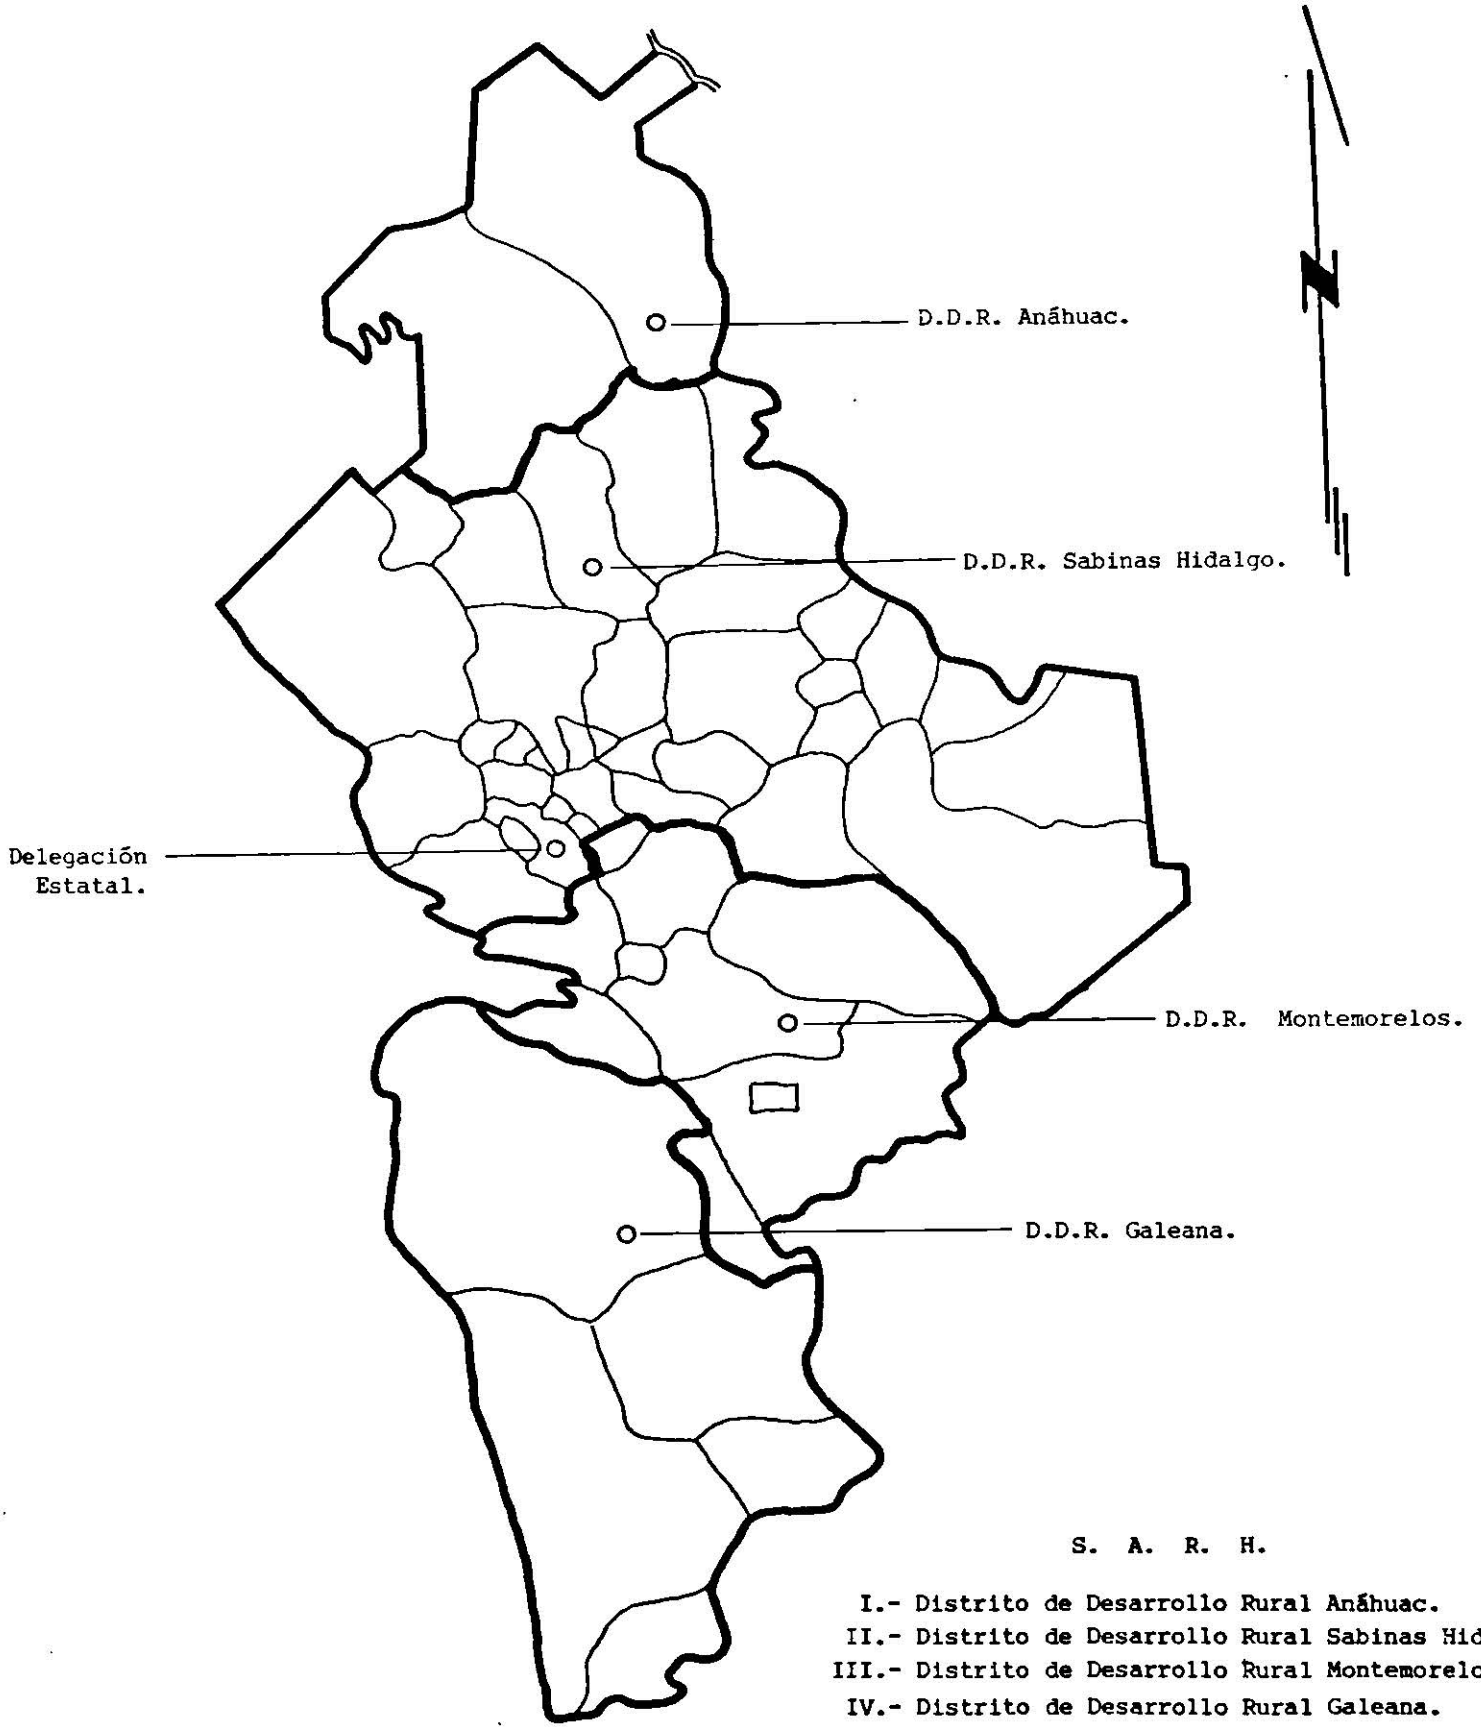 N
D.D.R. Anáhuac.
D.D.R. Sabinas Hidalgo.
Delegación
Estatal.
D.D.R. Montemorelos.
D.D.R. Galeana.
S. A. R. H.
I.- Distrito de Desarrollo Rural Anáhuac.
II.- Distrito de Desarrollo Rural Sabinas Hid
III.- Distrito de Desarrollo Rural Montemorelo
IV.- Distrito de Desarrollo Rural Galeana.